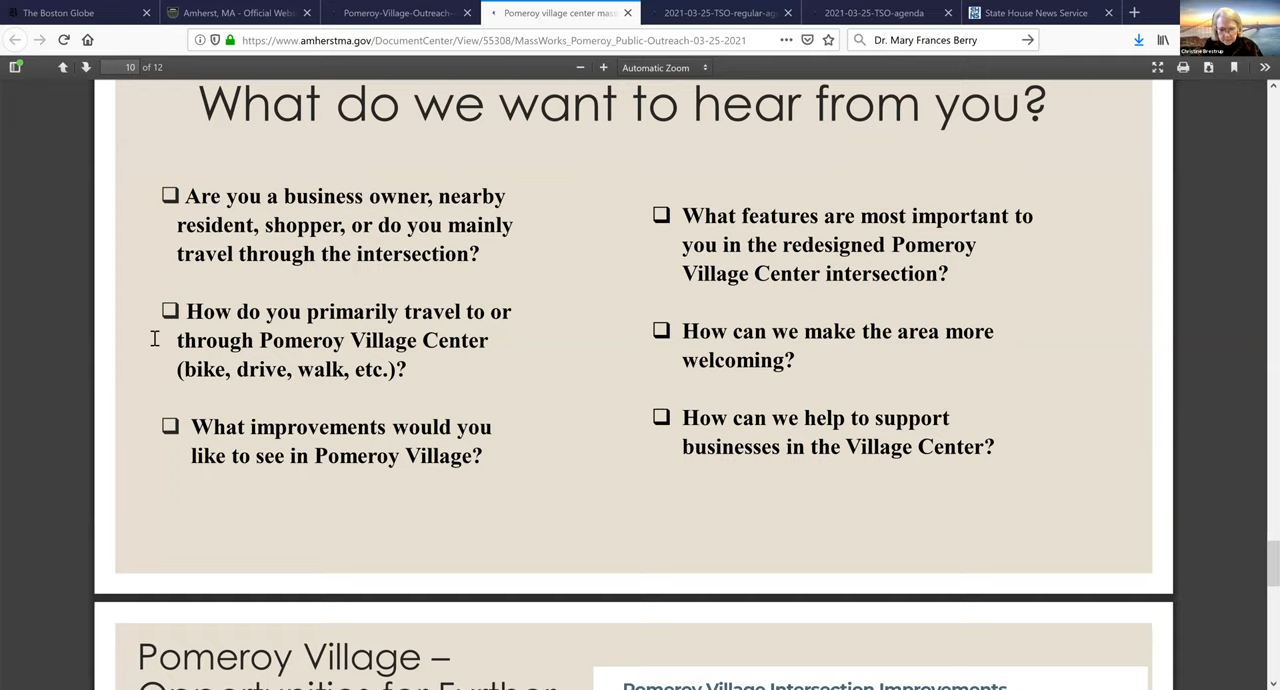 The Boston Globe
Amherst, MA - Official Web
Pomeroy-Village-Outreach-
Pomeroy village center mas
2021-03-25-TSO-regular-ag
2021-03-25-TSO-agenda
State House News Service
https://www.amherstma.gov/DocumentCenter/View/55308/MassWorks_Pomeroy_Public-Outreach-03-25-2021
Dr. Mary Frances Berry
10 of 12
Automatic Zoom
Christine Brestrup
What do we want to hear from you?
Are you a business owner, nearby
resident, shopper, or do you mainly
travel through the intersection?
How do you primarily travel to or
through Pomeroy Village Center
(bike, drive, walk, etc.)?
What improvements would you
like to see in Pomeroy Village?
What features are most important to
you in the redesigned Pomeroy
Village Center intersection?
How can we make the area more
welcoming?
How can we help to support
businesses in the Village Center?
Pomeroy Village –
Opportunities for Further
Pomeroy Village Intersection Improvements